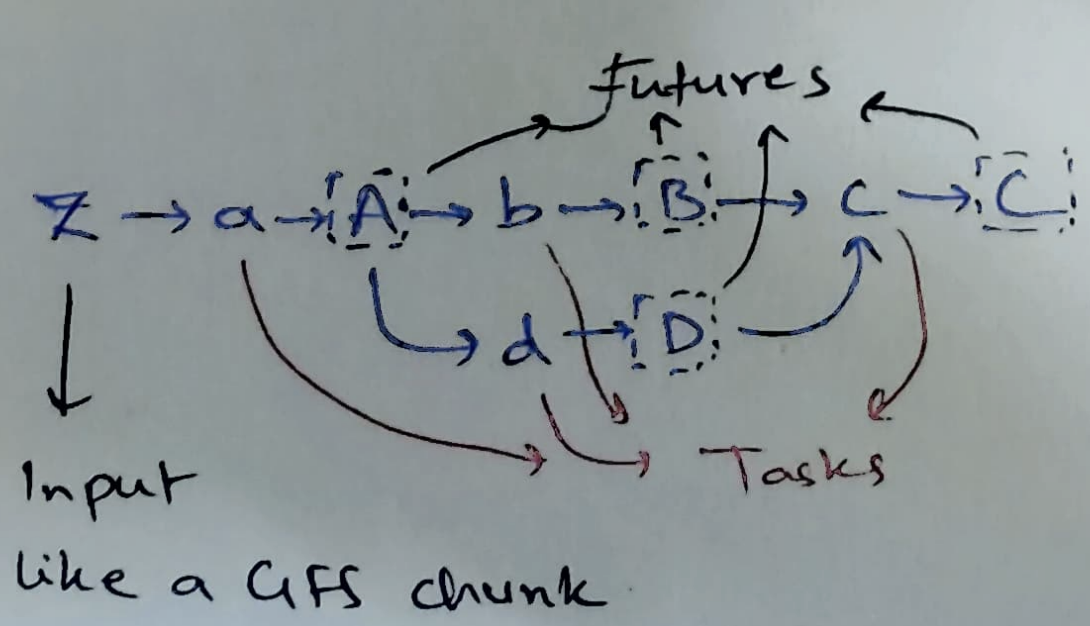 Futures
Z → a → A → b → B → c → C
d → D
Tasks
Input
like a GFS chunk